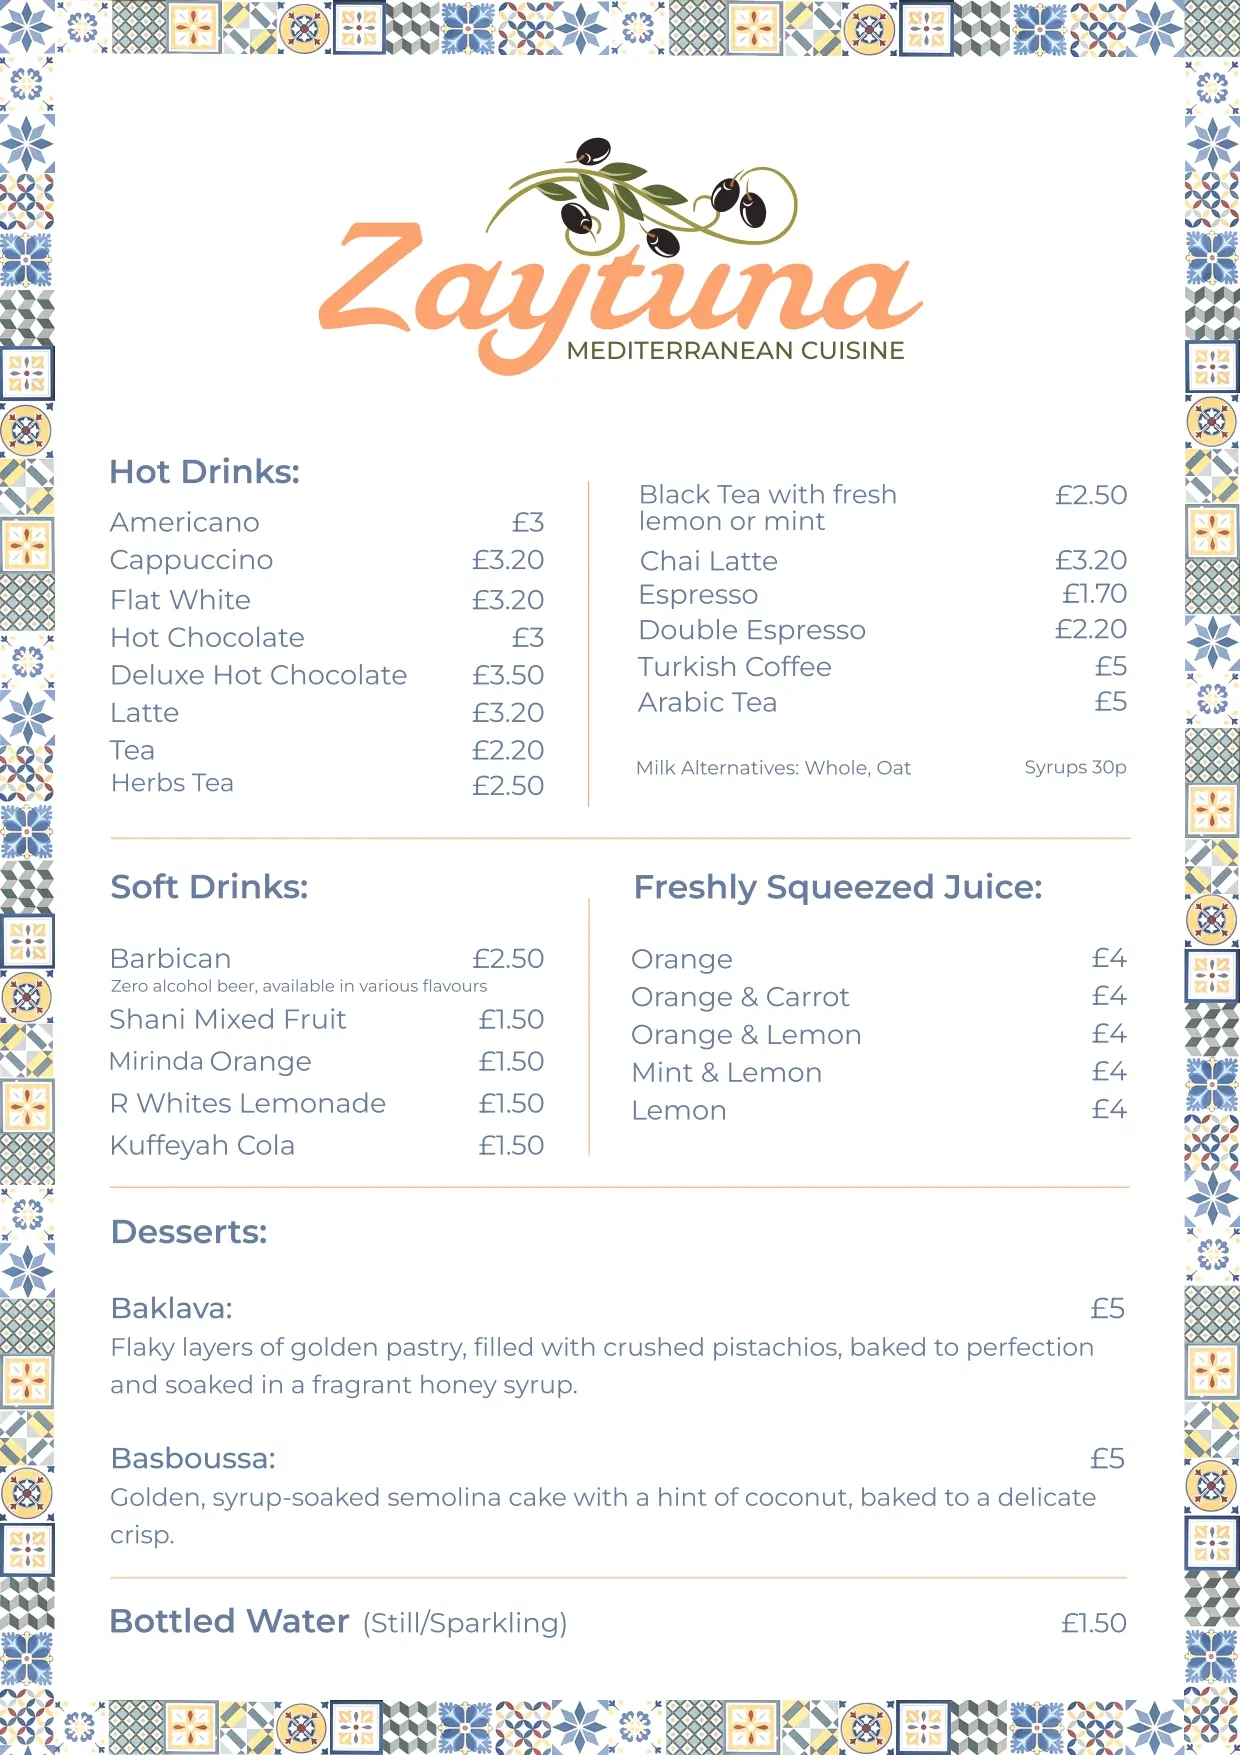 Zaytuna
MEDITERRANEAN CUISINE
Hot Drinks:
Americano £3
Cappuccino £3.20
Flat White £3.20
Hot Chocolate £3
Deluxe Hot Chocolate £3.50
Latte £3.20
Tea £2.20
Herbs Tea £2.50
Black Tea with fresh £2.50
lemon or mint
Chai Latte £3.20
Espresso £1.70
Double Espresso £2.20
Turkish Coffee £5
Arabic Tea £5
Milk Alternatives: Whole, Oat Syrups 30p
Soft Drinks:
Barbican £2.50
Zero alcohol beer, available in various flavours
Shani Mixed Fruit £1.50
Mirinda Orange £1.50
R Whites Lemonade £1.50
Kuffeyah Cola £1.50
Freshly Squeezed Juice:
Orange £4
Orange & Carrot £4
Orange & Lemon £4
Mint & Lemon £4
Lemon £4
Desserts:
Baklava: £5
Flaky layers of golden pastry, filled with crushed pistachios, baked to perfection
and soaked in a fragrant honey syrup.
Basboussa: £5
Golden, syrup-soaked semolina cake with a hint of coconut, baked to a delicate
crisp.
Bottled Water (Still/Sparkling) £1.50